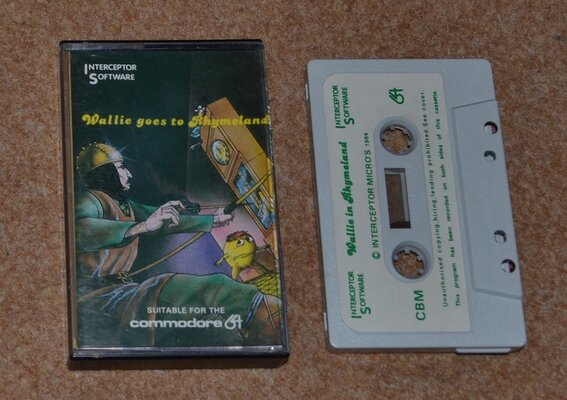 INTERCEPTOR
SOFTWARE
Wallie goes to Rhymeland
SUITABLE FOR THE
commodore 64
INTERCEPTOR
SOFTWARE
Wallie in Rhymeland
INTERCEPTOR
SOFTWARE
64
© INTERCEPTOR MICRO'S 1984
CBM
Unauthorised copying,hiring,lending prohibited.See cover.
This program has been recorded on both sides of this cassette.